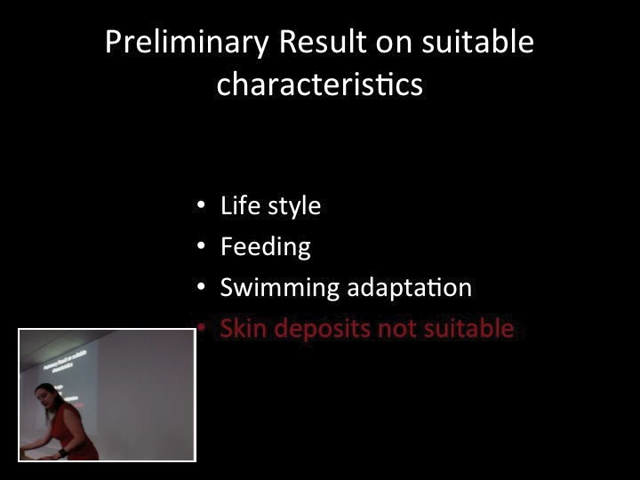 Preliminary Result on suitable
characteristics
• Life style
• Feeding
• Swimming adaptation
• Skin deposits not suitable